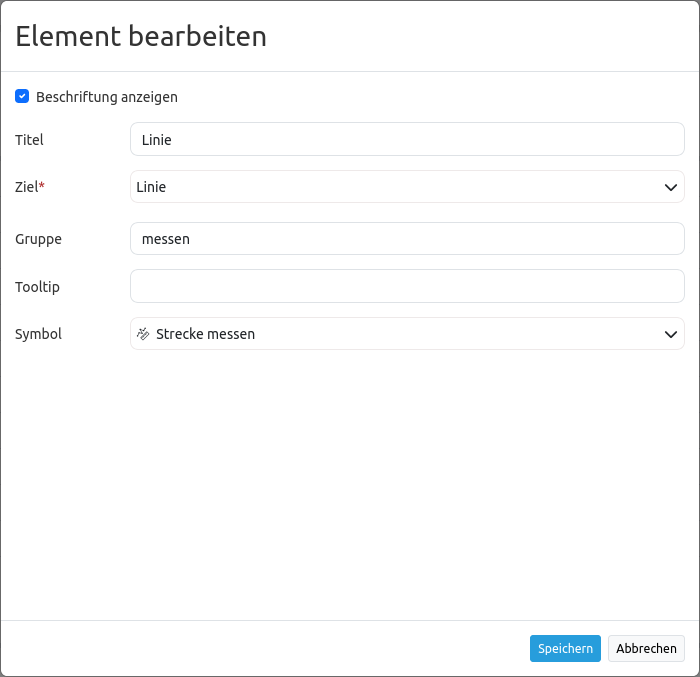 Element bearbeiten
Beschriftung anzeigen
Titel
Linie
Ziel*
Linie
Gruppe
messen
Tooltip
Symbol
Strecke messen
Speichern
Abbrechen